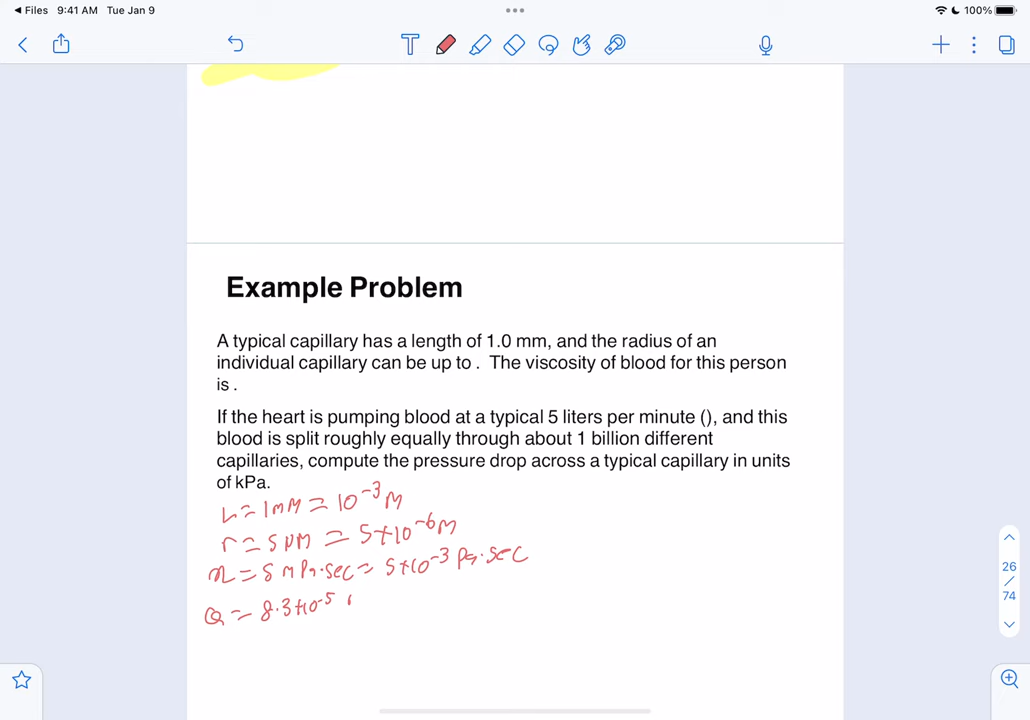 Files 9:41 AM Tue Jan 9 100%
Example Problem
A typical capillary has a length of 1.0 mm, and the radius of an
individual capillary can be up to . The viscosity of blood for this person
is .
If the heart is pumping blood at a typical 5 liters per minute (), and this
blood is split roughly equally through about 1 billion different
capillaries, compute the pressure drop across a typical capillary in units
of kPa.
L = 1mM = 10⁻³ M
r = 5 μM = 5×10⁻⁶ M
η = 5 mPa·sec = 5×10⁻³ Pa·sec
Q = 8.3×10⁻⁵
26
/
74